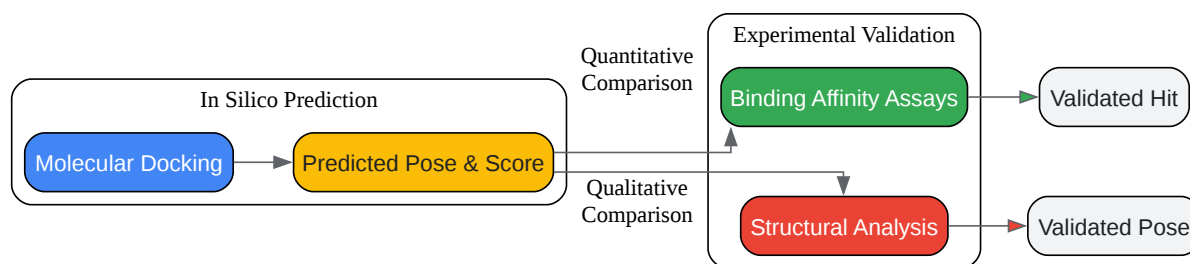 In Silico Prediction
Molecular Docking
Predicted Pose & Score
Quantitative
Comparison
Qualitative
Comparison
Experimental Validation
Binding Affinity Assays
Structural Analysis
Validated Hit
Validated Pose